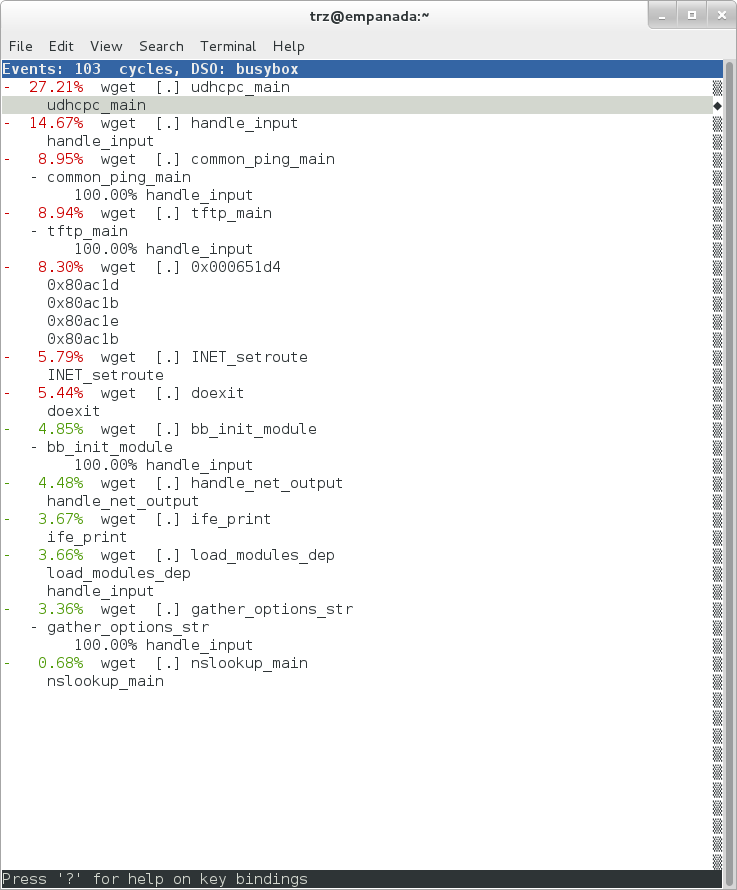 trz@empanada:~
File Edit View Search Terminal Help
Events: 103  cycles, DSO: busybox
-  27.21%  wget  [.] udhcpc_main
     udhcpc_main
-  14.67%  wget  [.] handle_input
     handle_input
-   8.95%  wget  [.] common_ping_main
   - common_ping_main
        100.00% handle_input
-   8.94%  wget  [.] tftp_main
   - tftp_main
        100.00% handle_input
-   8.30%  wget  [.] 0x000651d4
     0x80ac1d
     0x80ac1b
     0x80ac1e
     0x80ac1b
-   5.79%  wget  [.] INET_setroute
     INET_setroute
-   5.44%  wget  [.] doexit
     doexit
-   4.85%  wget  [.] bb_init_module
   - bb_init_module
        100.00% handle_input
-   4.48%  wget  [.] handle_net_output
     handle_net_output
-   3.67%  wget  [.] ife_print
     ife_print
-   3.66%  wget  [.] load_modules_dep
     load_modules_dep
     handle_input
-   3.36%  wget  [.] gather_options_str
   - gather_options_str
        100.00% handle_input
-   0.68%  wget  [.] nslookup_main
     nslookup_main
Press '?' for help on key bindings